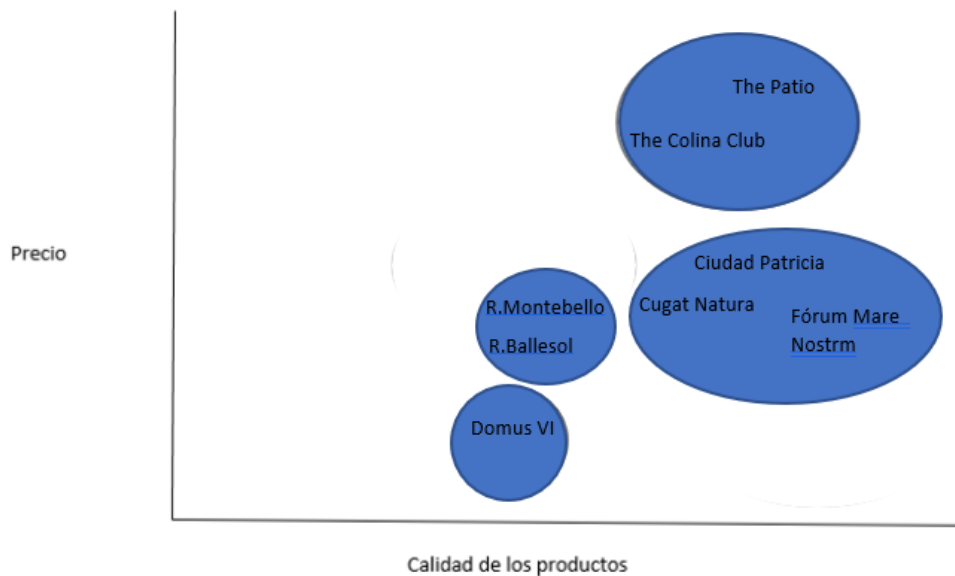 The Patio
The Colina Club
Precio
Ciudad Patricia
Cugat Natura
Fórum Mare
Nostrm
R.Montebello
R.Ballesol
Domus VI
Calidad de los productos